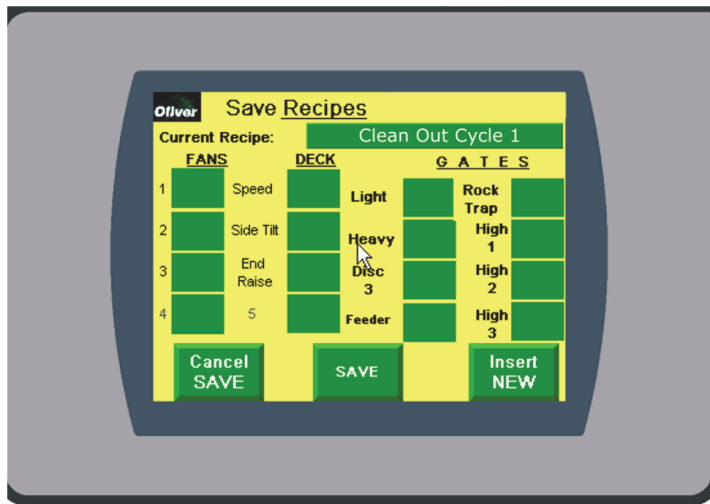 Oliver
Save Recipes
Current Recipe: Clean Out Cycle 1
FANS DECK G A T E S
1 Speed Light Rock
Trap
2 Side Tilt Heavy High
1
3 End
Raise Disc
3 High
2
4 5 Feeder High
3
Cancel
SAVE
SAVE
Insert
NEW